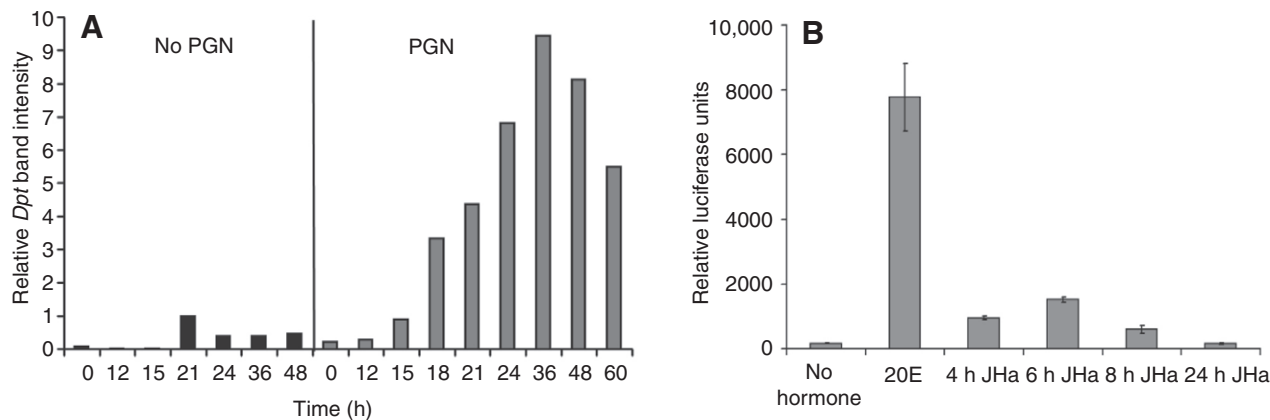 A
No PGN
PGN
Relative Dpt band intensity
10
9
8
7
6
5
4
3
2
1
0
0 12 15 21 24 36 48 0 12 15 18 21 24 36 48 60
Time (h)
B
Relative luciferase units
10,000
8000
6000
4000
2000
0
No hormone 20E 4 h JHa 6 h JHa 8 h JHa 24 h JHa